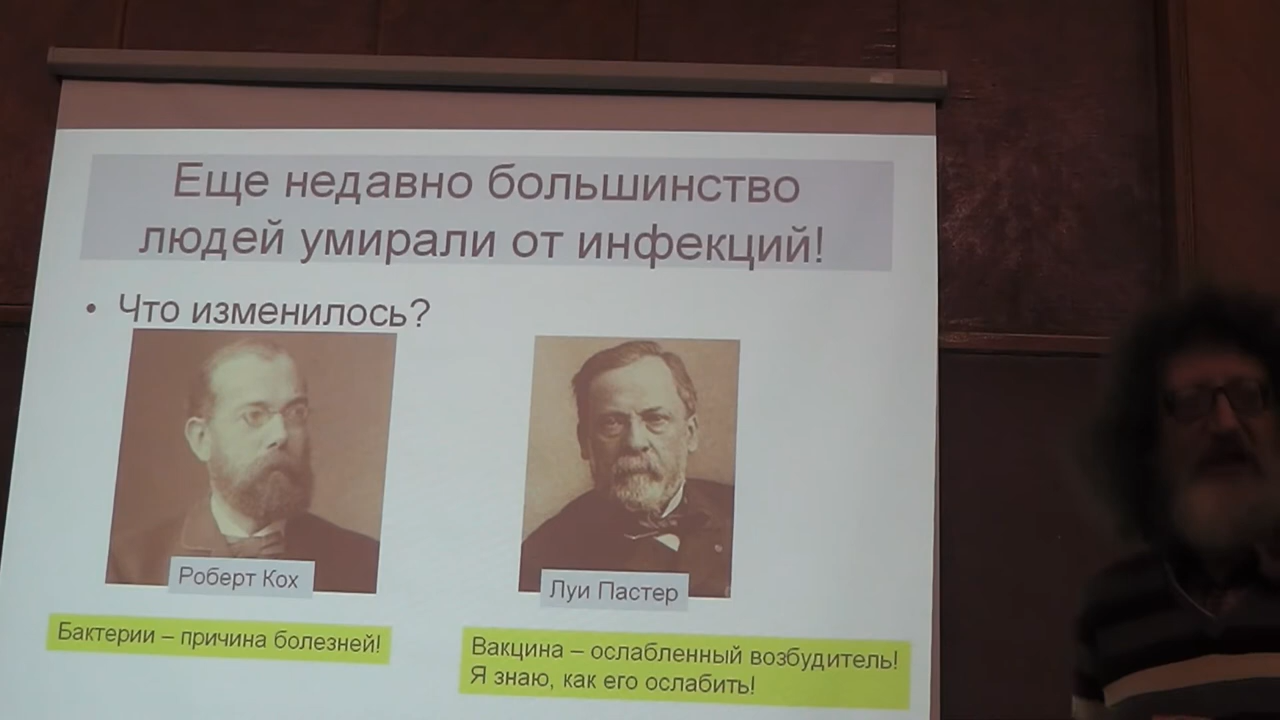 Еще недавно большинство
людей умирали от инфекций!
• Что изменилось?
Роберт Кох
Луи Пастер
Бактерии – причина болезней!
Вакцина – ослабленный возбудитель!
Я знаю, как его ослабить!